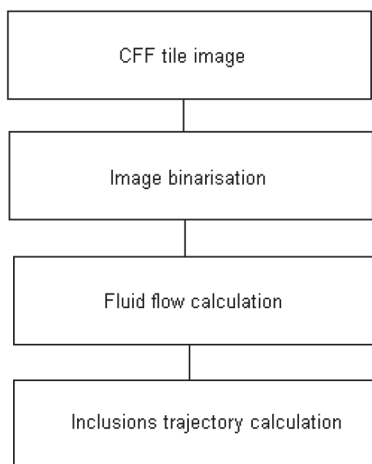 CFF tile image
Image binarisation
Fluid flow calculation
Inclusions trajectory calculation